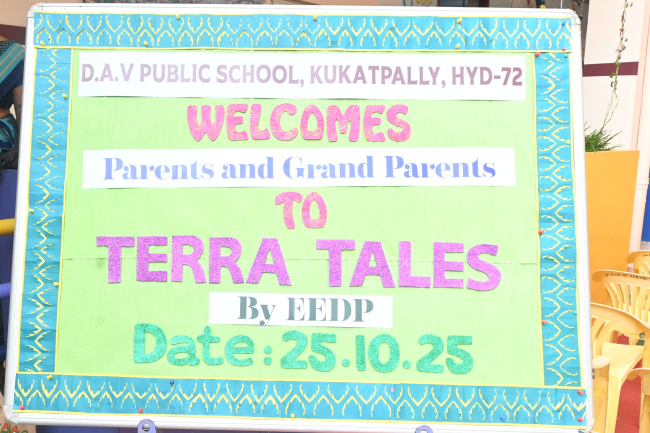 D.A.V PUBLIC SCHOOL, KUKATPALLY, HYD-72
WELCOMES
Parents and Grand Parents
TO
TERRA TALES
By EEDP
Date: 25.10.25